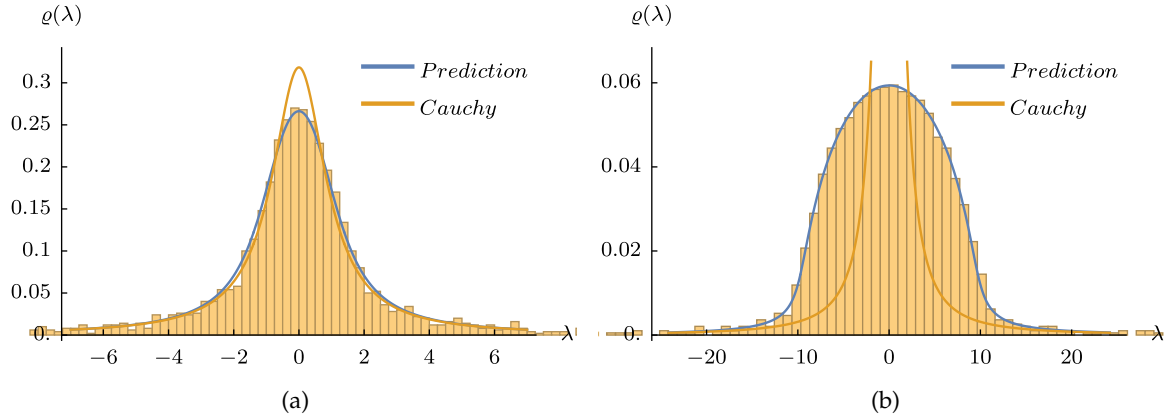 ϱ(λ)
Prediction
Cauchy
0.3
0.25
0.2
0.15
0.1
0.05
0.
−6 −4 −2 0 2 4 6 λ
(a)
ϱ(λ)
Prediction
Cauchy
0.06
0.04
0.02
0.
−20 −10 0 10 20 λ
(b)